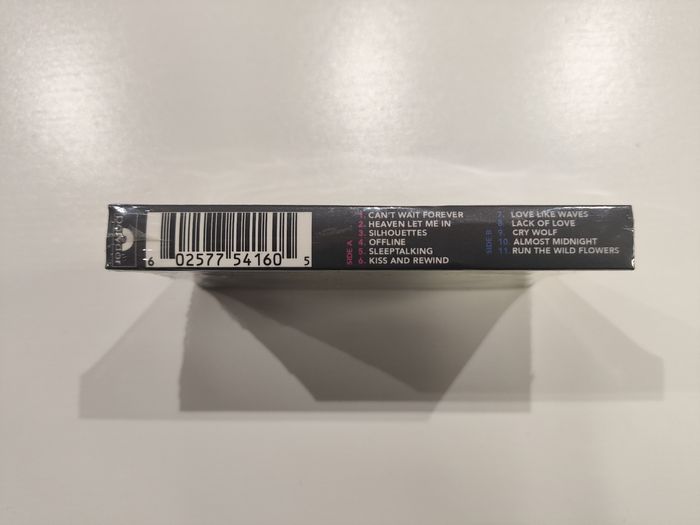 6 02577 54160 5
SIDE A
1. CAN'T WAIT FOREVER
2. HEAVEN LET ME IN
3. SILHOUETTES
4. OFFLINE
5. SLEEPTALKING
6. KISS AND REWIND
SIDE B
7. LOVE LIKE WAVES
8. LACK OF LOVE
9. CRY WOLF
10. ALMOST MIDNIGHT
11. RUN THE WILD FLOWERS